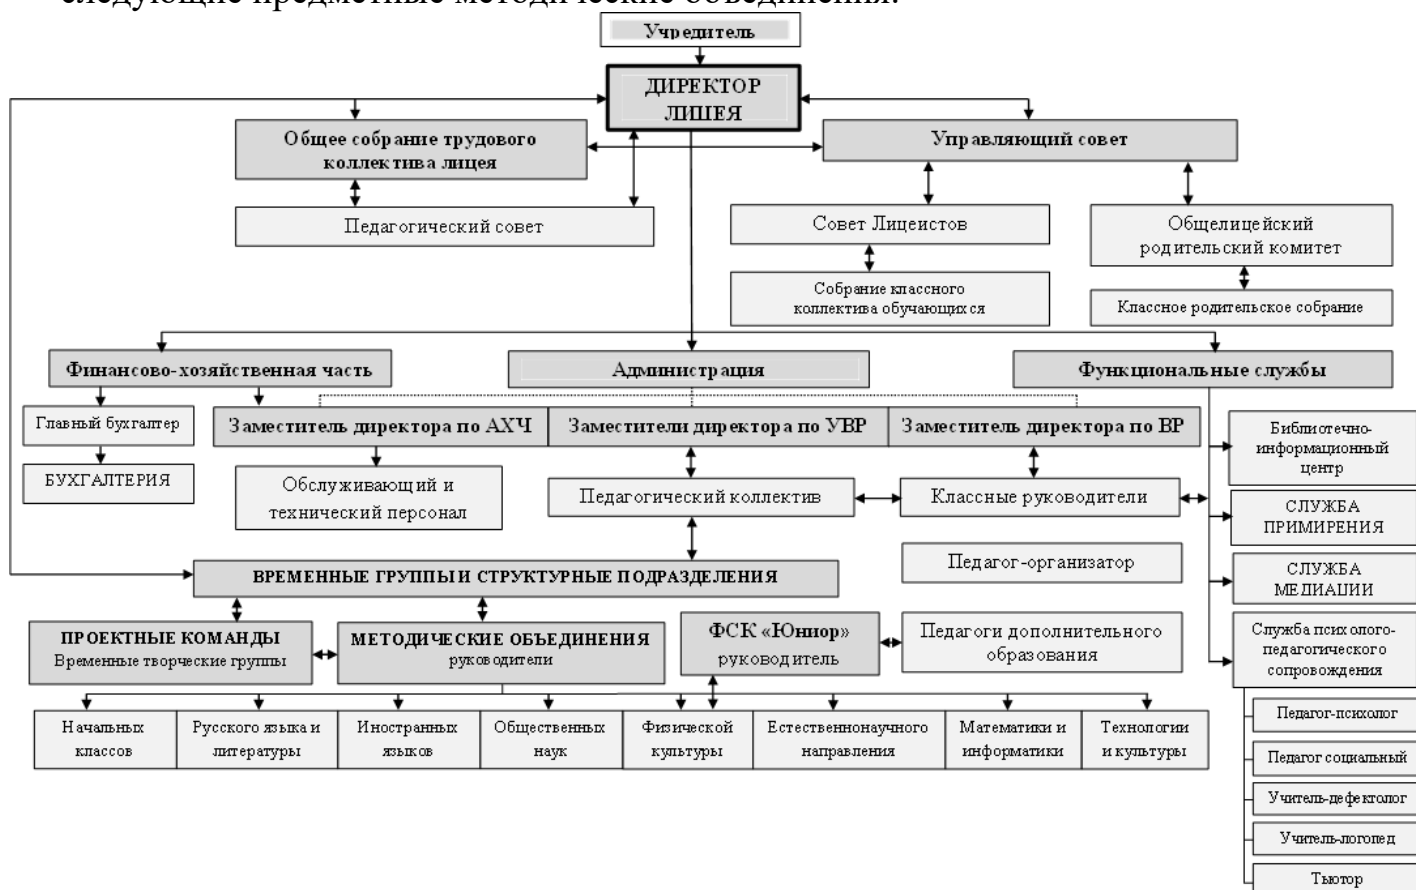 следующие предметные методические объединения:
Учредитель
ДИРЕКТОР
ЛИЦЕЯ
Общее собрание трудового
коллектива лицея
Управляющий совет
Педагогический совет
Совет Лицеистов
Общелицейский
родительский комитет
Собрание классного
коллектива обучающихся
Классное родительское собрание
Финансово-хозяйственная часть
Администрация
Функциональные службы
Главный бухгалтер
Заместитель директора по АХЧ
Заместители директора по УВР
Заместитель директора по ВР
Библиотечно-
информационный
центр
БУХГАЛТЕРИЯ
Обслуживающий и
технический персонал
Педагогический коллектив
Классные руководители
СЛУЖБА
ПРИМИРЕНИЯ
Педагог-организатор
ВРЕМЕННЫЕ ГРУППЫ И СТРУКТУРНЫЕ ПОДРАЗДЕЛЕНИЯ
СЛУЖБА
МЕДИАЦИИ
ПРОЕКТНЫЕ КОМАНДЫ
Временные творческие группы
МЕТОДИЧЕСКИЕ ОБЪЕДИНЕНИЯ
руководители
ФСК «Юниор»
руководитель
Педагоги дополнительного
образования
Служба психолого-
педагогического
сопровождения
Начальных
классов
Русского языка и
литературы
Иностранных
языков
Общественных
наук
Физической
культуры
Естественнонаучного
направления
Математики и
информатики
Технологии
и культуры
Педагог-психолог
Педагог социальный
Учитель-дефектолог
Учитель-логопед
Тьютор